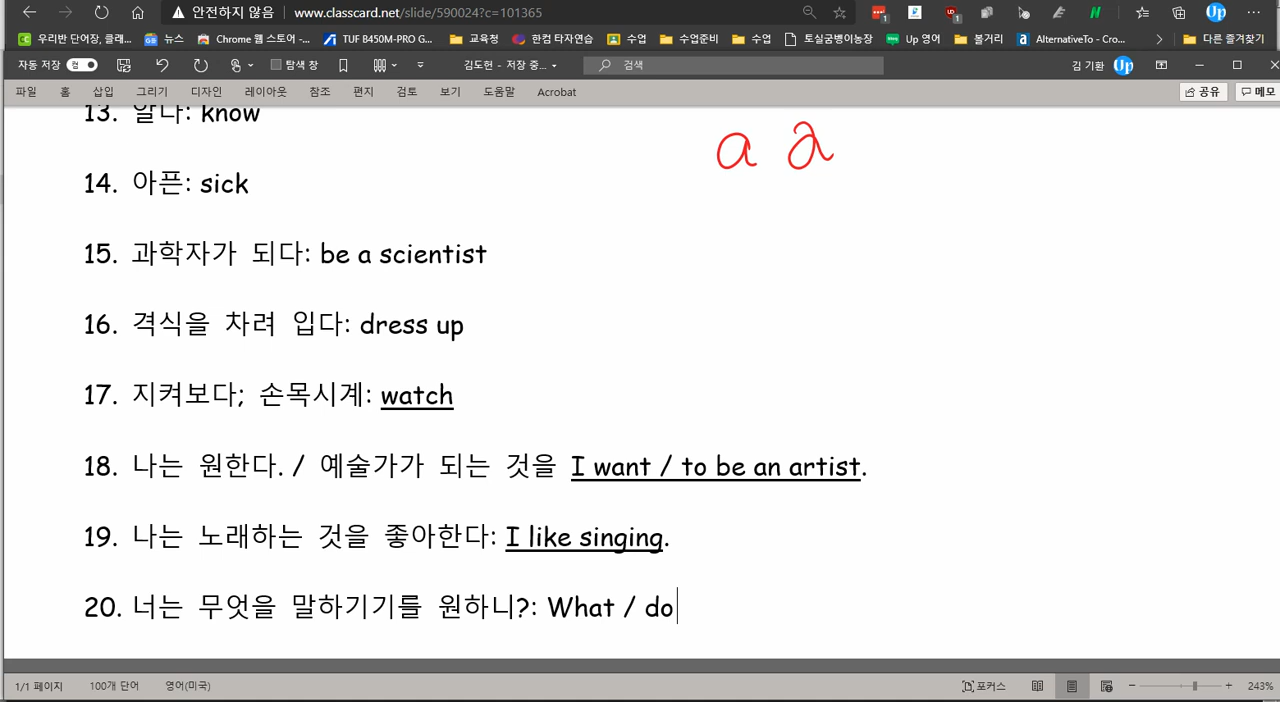 안전하지 않음 | www.classcard.net/slide/590024?c=101365
우리반 단어장, 클래... 뉴스 Chrome 웹 스토어 -... TUF B450M-PRO G... 교육장 한컴 타자연습 수업 수업준비 수업 토실굼벵이농장 Up 영어 볼거리 AlternativeTo - Cro... 다른 즐겨찾기
자동 저장 탐색 창 김도헌 - 저장 중... 검색 김 기환 Up
파일 홈 삽입 그리기 디자인 레이아웃 참조 편지 검토 보기 도움말 Acrobat 공유 메모
13. 알다: know
a a
14. 아픈: sick
15. 과학자가 되다: be a scientist
16. 격식을 차려 입다: dress up
17. 지켜보다; 손목시계: watch
18. 나는 원한다. / 예술가가 되는 것을 I want / to be an artist.
19. 나는 노래하는 것을 좋아한다: I like singing.
20. 너는 무엇을 말하기기를 원하니?: What / do
1/1 페이지 100개 단어 영어(미국) 포커스 243%